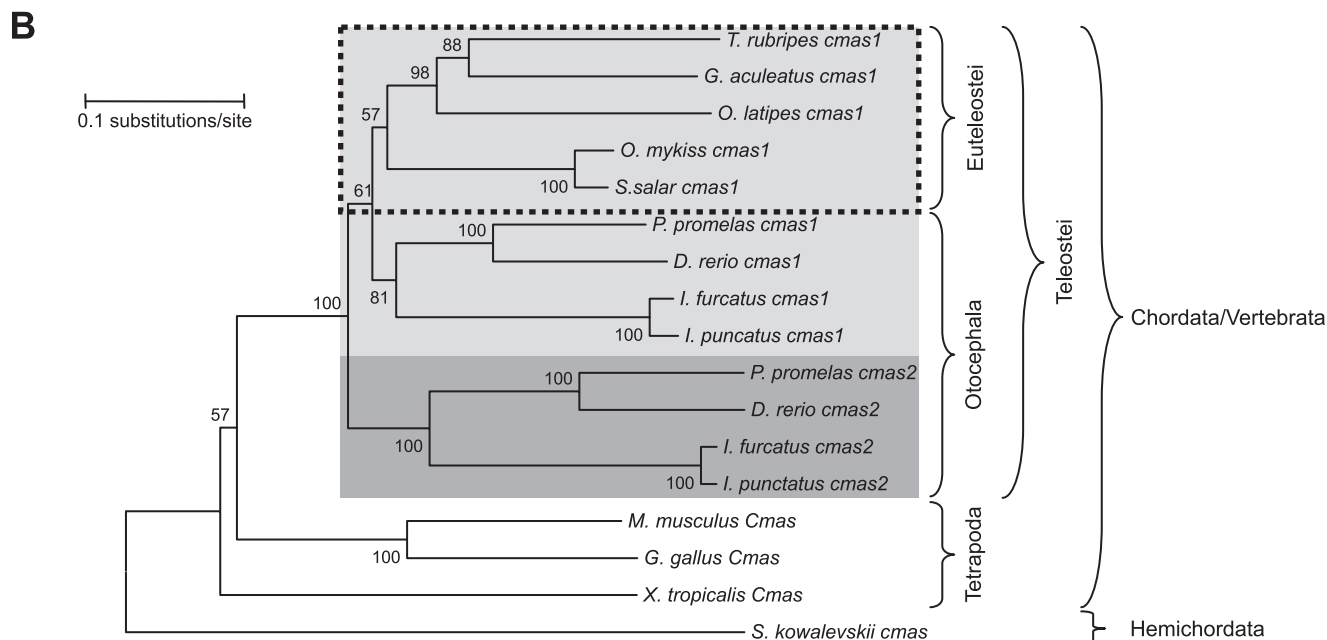 B
0.1 substitutions/site
88
98
57
61
100
100
81
100
100
100
100
100
57
100
T. rubripes cmas1
G. aculeatus cmas1
O. latipes cmas1
O. mykiss cmas1
S.salar cmas1
P. promelas cmas1
D. rerio cmas1
I. furcatus cmas1
I. puncatus cmas1
P. promelas cmas2
D. rerio cmas2
I. furcatus cmas2
I. punctatus cmas2
M. musculus Cmas
G. gallus Cmas
X. tropicalis Cmas
S. kowalevskii cmas
Euteleostei
Otocephala
Tetrapoda
Teleostei
Chordata/Vertebrata
Hemichordata